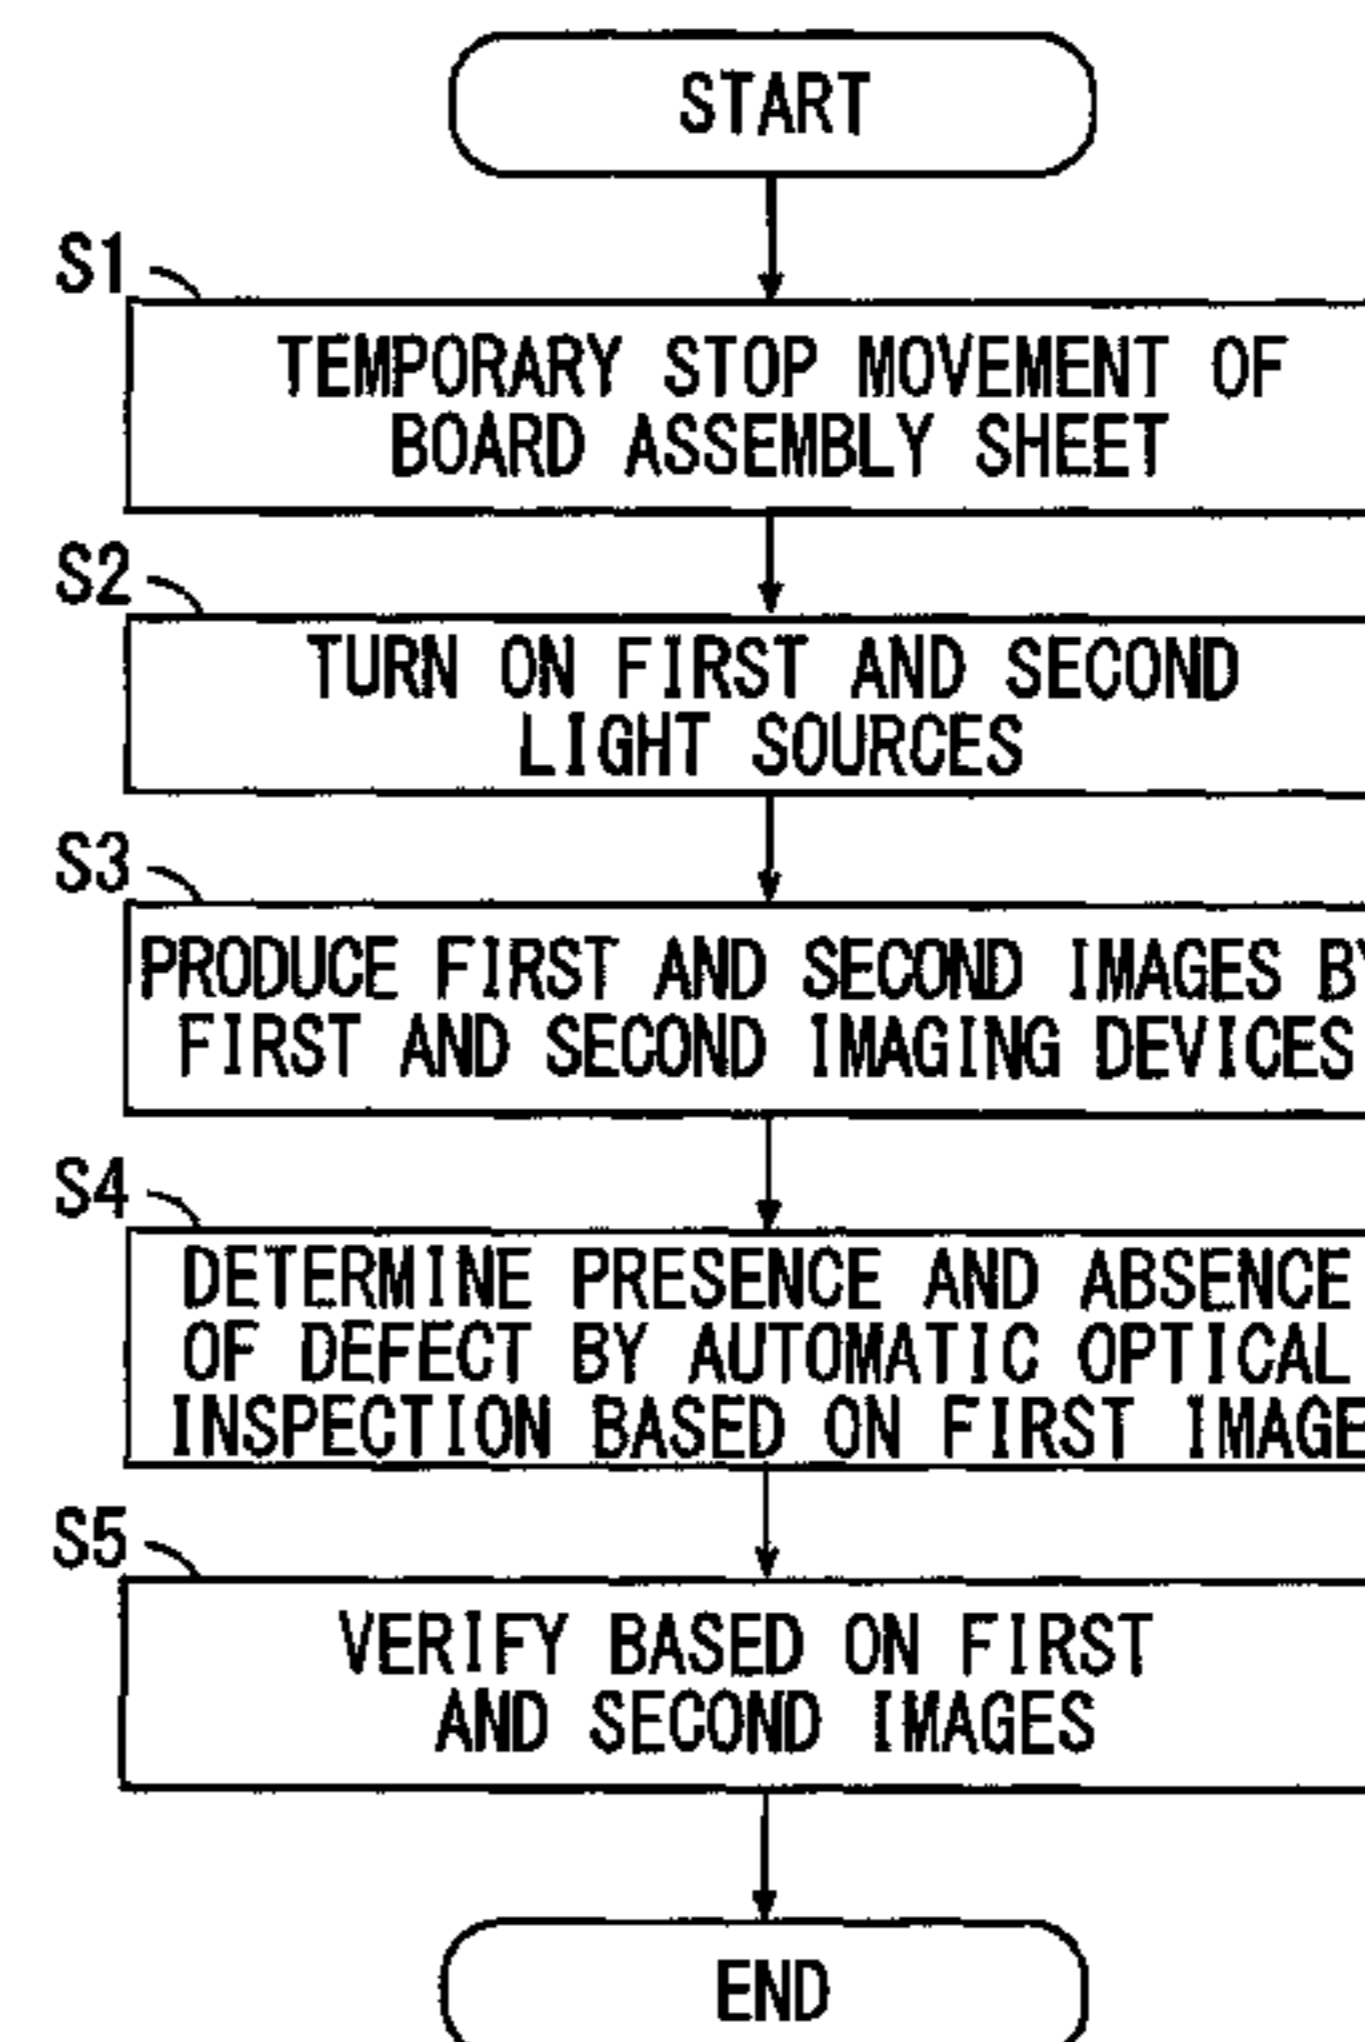 START
S1
TEMPORARY STOP MOVEMENT OF
BOARD ASSEMBLY SHEET
S2
TURN ON FIRST AND SECOND
LIGHT SOURCES
S3
PRODUCE FIRST AND SECOND IMAGES BY
FIRST AND SECOND IMAGING DEVICES
S4
DETERMINE PRESENCE AND ABSENCE
OF DEFECT BY AUTOMATIC OPTICAL
INSPECTION BASED ON FIRST IMAGE
S5
VERIFY BASED ON FIRST
AND SECOND IMAGES
END